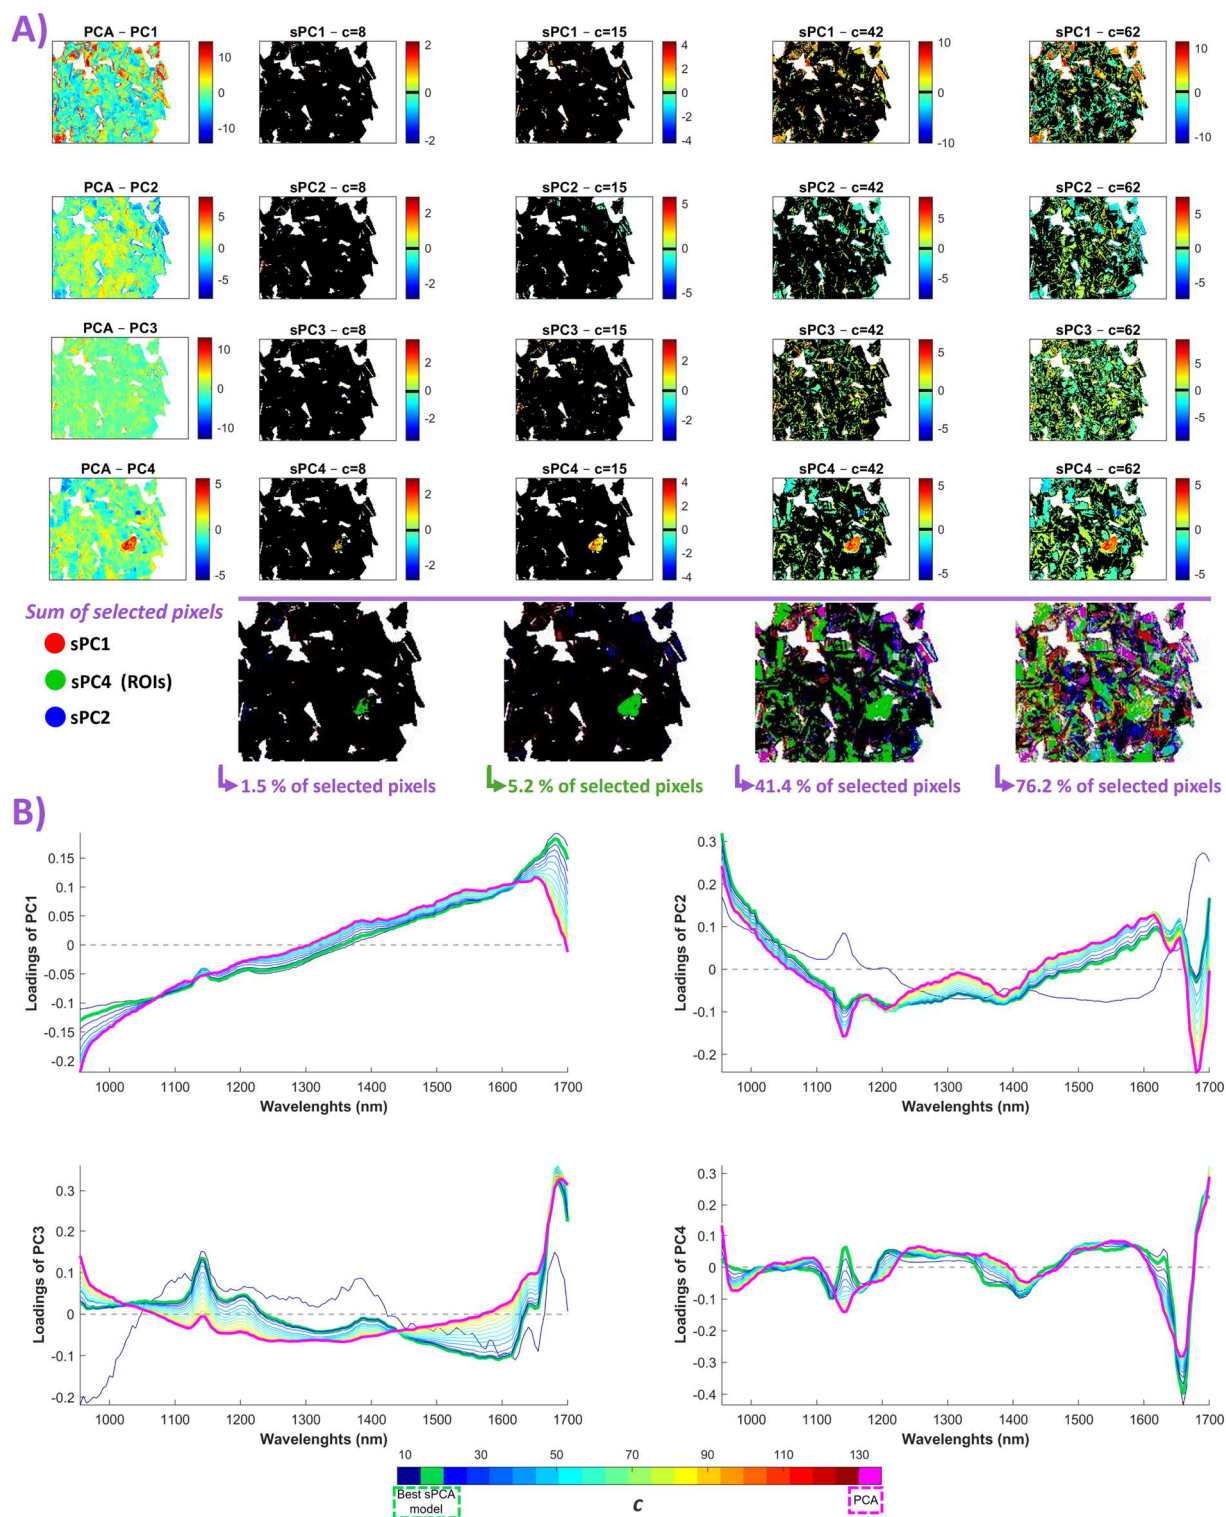 A)
PCA – PC1
sPC1 – c=8
sPC1 – c=15
sPC1 – c=42
sPC1 – c=62
10
0
-10
2
0
-2
4
2
0
-2
-4
10
0
-10
10
0
-10
PCA – PC2
sPC2 – c=8
sPC2 – c=15
sPC2 – c=42
sPC2 – c=62
5
0
-5
2
0
-2
5
0
-5
5
0
-5
5
0
-5
PCA – PC3
sPC3 – c=8
sPC3 – c=15
sPC3 – c=42
sPC3 – c=62
10
0
-10
2
0
-2
2
0
-2
5
0
-5
5
0
-5
PCA – PC4
sPC4 – c=8
sPC4 – c=15
sPC4 – c=42
sPC4 – c=62
5
0
-5
2
0
-2
4
2
0
-2
-4
5
0
-5
5
0
-5
Sum of selected pixels
sPC1
sPC4 (ROIs)
sPC2
1.5 % of selected pixels
5.2 % of selected pixels
41.4 % of selected pixels
76.2 % of selected pixels
B)
Loadings of PC1
0.15
0.1
0.05
0
-0.05
-0.1
-0.15
-0.2
1000 1100 1200 1300 1400 1500 1600 1700
Wavelenghts (nm)
Loadings of PC2
0.3
0.2
0.1
0
-0.1
-0.2
1000 1100 1200 1300 1400 1500 1600 1700
Wavelenghts (nm)
Loadings of PC3
0.3
0.2
0.1
0
-0.1
-0.2
1000 1100 1200 1300 1400 1500 1600 1700
Wavelenghts (nm)
Loadings of PC4
0.3
0.2
0.1
0
-0.1
-0.2
-0.3
-0.4
1000 1100 1200 1300 1400 1500 1600 1700
Wavelenghts (nm)
10 30 50 70 90 110 130
Best sPCA
model
c
PCA